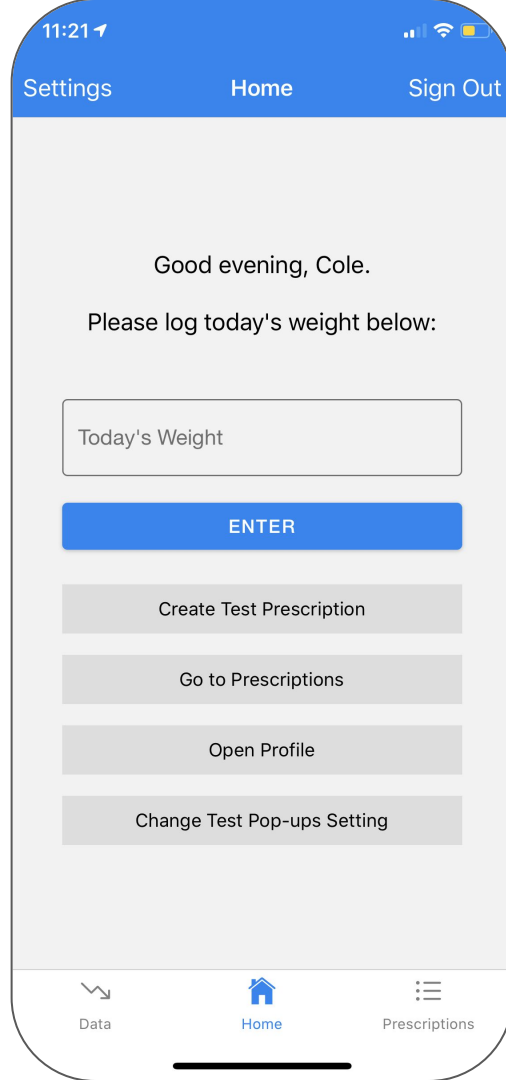 11:21
Settings Home Sign Out
Good evening, Cole.
Please log today's weight below:
Today's Weight
ENTER
Create Test Prescription
Go to Prescriptions
Open Profile
Change Test Pop-ups Setting
Data Home Prescriptions